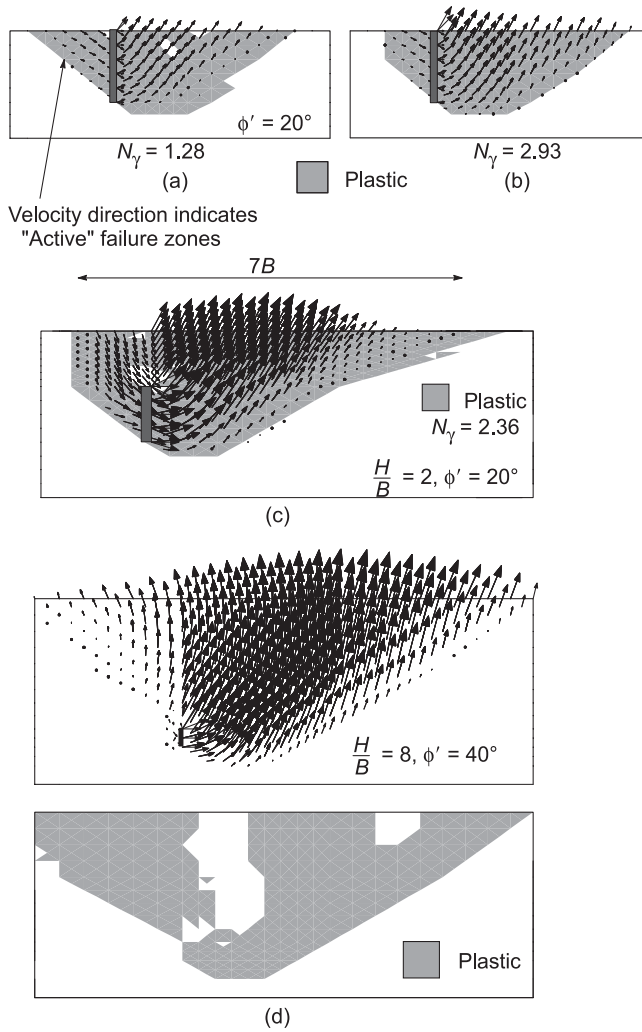 ϕ′ = 20°
Nγ = 1.28
Nγ = 2.93
(a)
(b)
Plastic
Velocity direction indicates
"Active" failure zones
7B
Plastic
Nγ = 2.36
H/B = 2, ϕ′ = 20°
(c)
H/B = 8, ϕ′ = 40°
Plastic
(d)